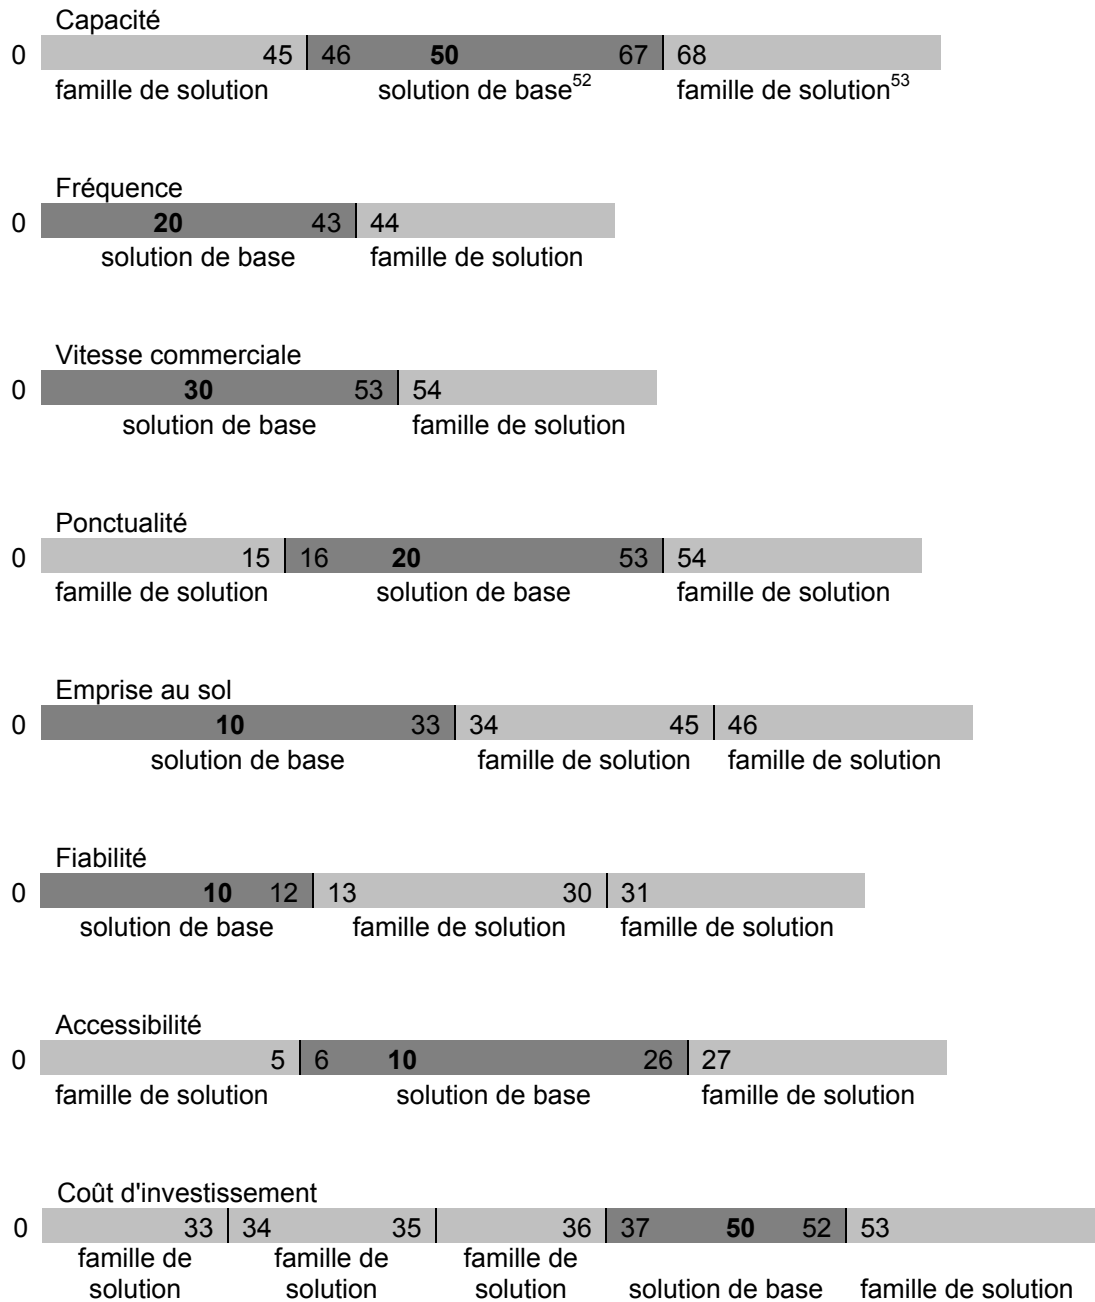 Capacité
0 45 46 50 67 68
famille de solution solution de base52 famille de solution53
Fréquence
0 20 43 44
solution de base famille de solution
Vitesse commerciale
0 30 53 54
solution de base famille de solution
Ponctualité
0 15 16 20 53 54
famille de solution solution de base famille de solution
Emprise au sol
0 10 33 34 45 46
solution de base famille de solution famille de solution
Fiabilité
0 10 12 13 30 31
solution de base famille de solution famille de solution
Accessibilité
0 5 6 10 26 27
famille de solution solution de base famille de solution
Coût d'investissement
0 33 34 35 36 37 50 52 53
famille de famille de famille de
solution solution solution solution de base famille de solution